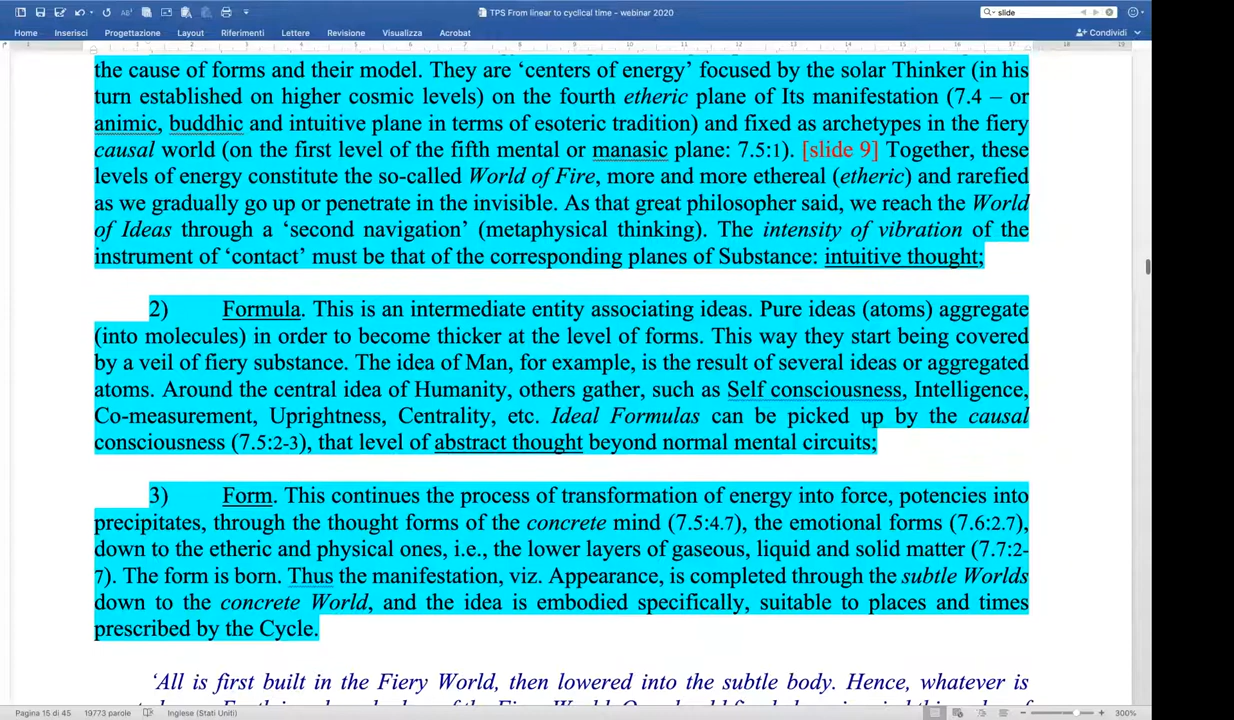 TPS From linear to cyclical time - webinar 2020
slide
Home Inserisci Progettazione Layout Riferimenti Lettere Revisione Visualizza Acrobat Condividi
the cause of forms and their model. They are ‘centers of energy’ focused by the solar Thinker (in his
turn established on higher cosmic levels) on the fourth etheric plane of Its manifestation (7.4 – or
animic, buddhic and intuitive plane in terms of esoteric tradition) and fixed as archetypes in the fiery
causal world (on the first level of the fifth mental or manasic plane: 7.5:1). [slide 9] Together, these
levels of energy constitute the so-called World of Fire, more and more ethereal (etheric) and rarefied
as we gradually go up or penetrate in the invisible. As that great philosopher said, we reach the World
of Ideas through a ‘second navigation’ (metaphysical thinking). The intensity of vibration of the
instrument of ‘contact’ must be that of the corresponding planes of Substance: intuitive thought;
2) Formula. This is an intermediate entity associating ideas. Pure ideas (atoms) aggregate
(into molecules) in order to become thicker at the level of forms. This way they start being covered
by a veil of fiery substance. The idea of Man, for example, is the result of several ideas or aggregated
atoms. Around the central idea of Humanity, others gather, such as Self consciousness, Intelligence,
Co-measurement, Uprightness, Centrality, etc. Ideal Formulas can be picked up by the causal
consciousness (7.5:2-3), that level of abstract thought beyond normal mental circuits;
3) Form. This continues the process of transformation of energy into force, potencies into
precipitates, through the thought forms of the concrete mind (7.5:4.7), the emotional forms (7.6:2.7),
down to the etheric and physical ones, i.e., the lower layers of gaseous, liquid and solid matter (7.7:2-
7). The form is born. Thus the manifestation, viz. Appearance, is completed through the subtle Worlds
down to the concrete World, and the idea is embodied specifically, suitable to places and times
prescribed by the Cycle.
‘All is first built in the Fiery World, then lowered into the subtle body. Hence, whatever is
Pagina 15 di 45 19773 parole Inglese (Stati Uniti) 300%